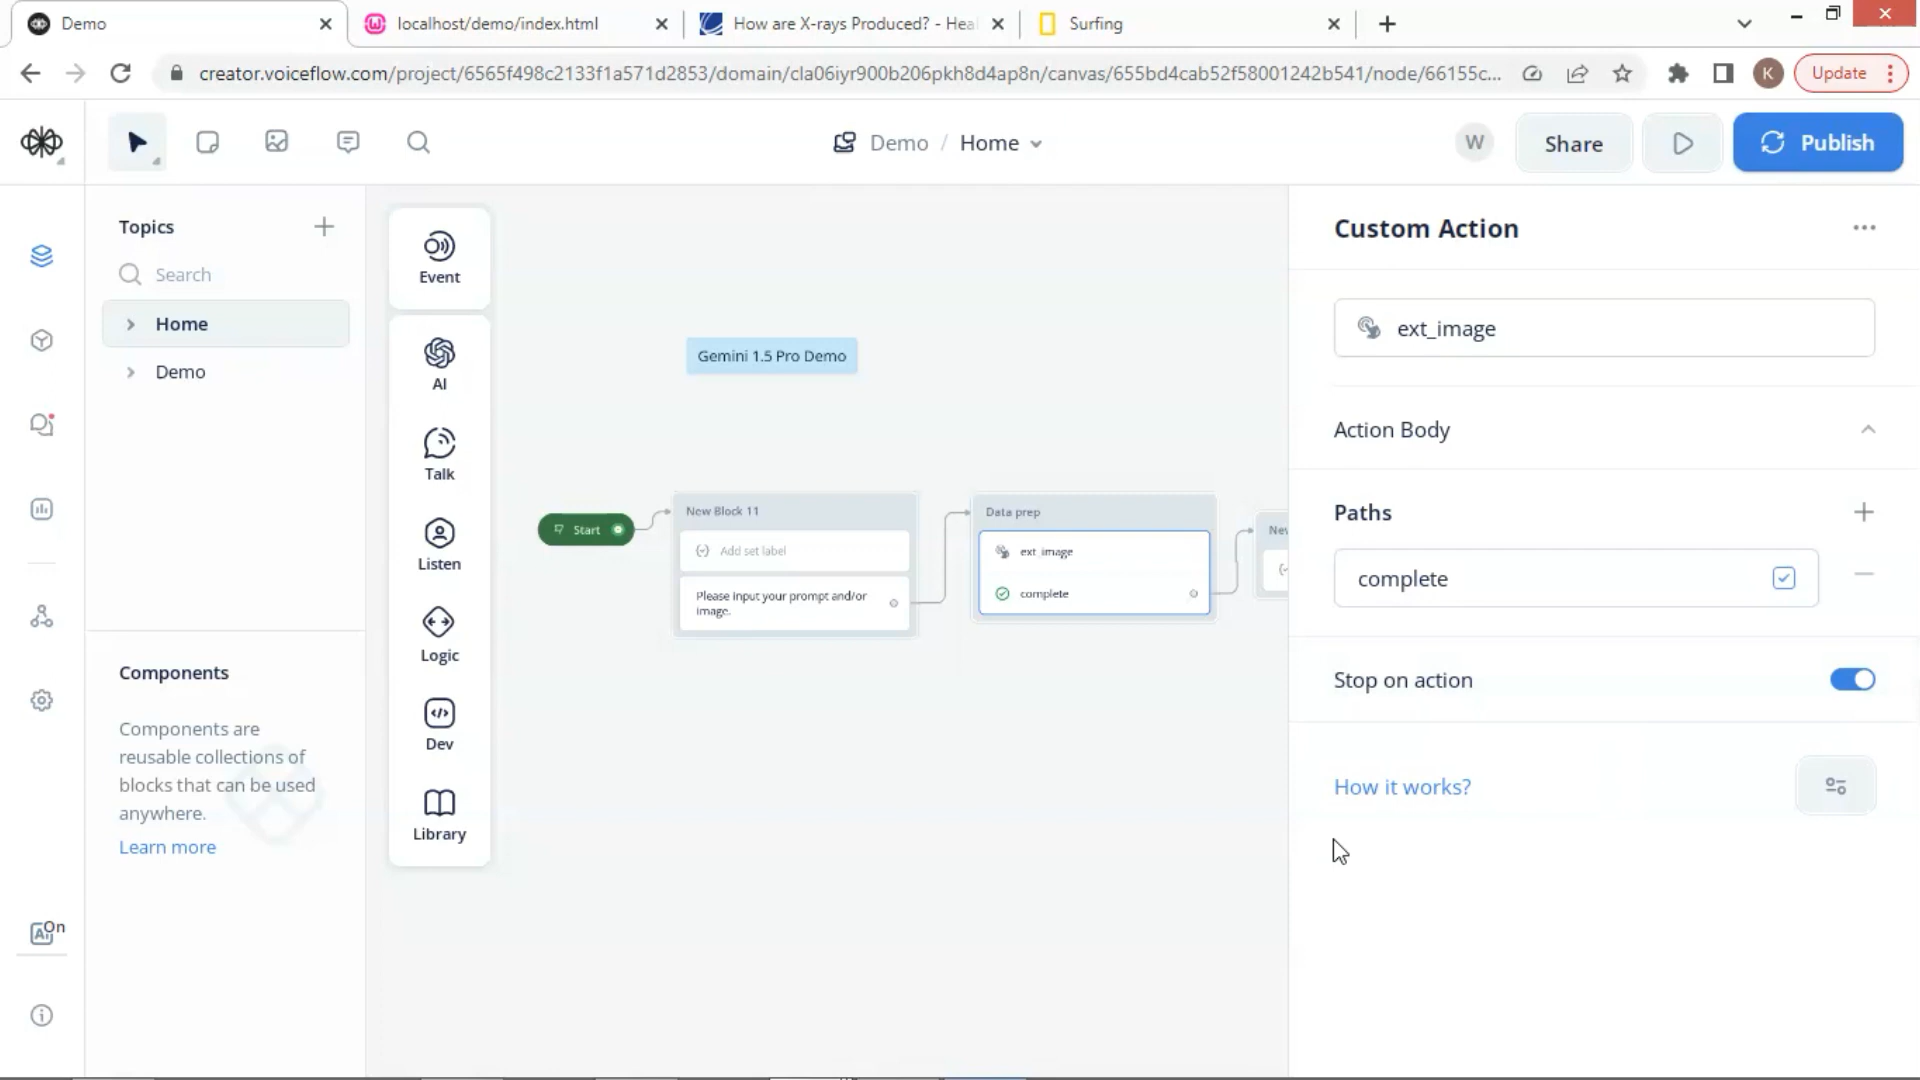 Demo
localhost/demo/index.html
How are X-rays Produced? - Hea
Surfing
creator.voiceflow.com/project/6565f498c2133f1a571d2853/domain/cla06iyr900b206pkh8d4ap8n/canvas/655bd4cab52f58001242b541/node/66155c...
K
Update
Demo / Home
W
Share
Publish
Topics
Search
Home
Demo
Components
Components are
reusable collections of
blocks that can be used
anywhere.
Learn more
On
Event
AI
Talk
Listen
Logic
Dev
Library
Gemini 1.5 Pro Demo
Start
New Block 11
Add set label
Please input your prompt and/or
image.
Data prep
ext_image
complete
Nev
Custom Action
ext_image
Action Body
Paths
complete
Stop on action
How it works?